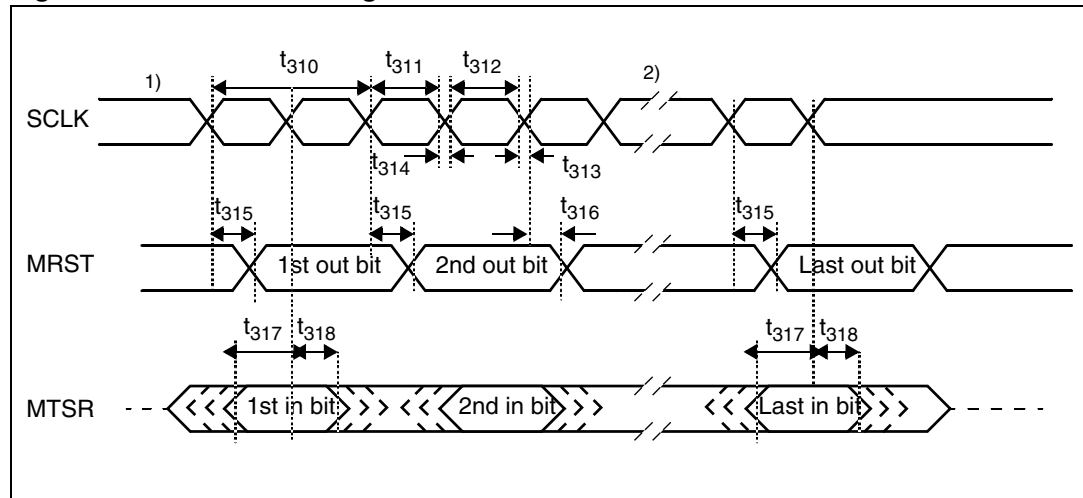 t310 t311 t312
1) 2)
SCLK
t314 t313
t315 t315 t316 t315
MRST 1st out bit 2nd out bit Last out bit
t317 t318 t317 t318
MTSR 1st in bit 2nd in bit Last in bit